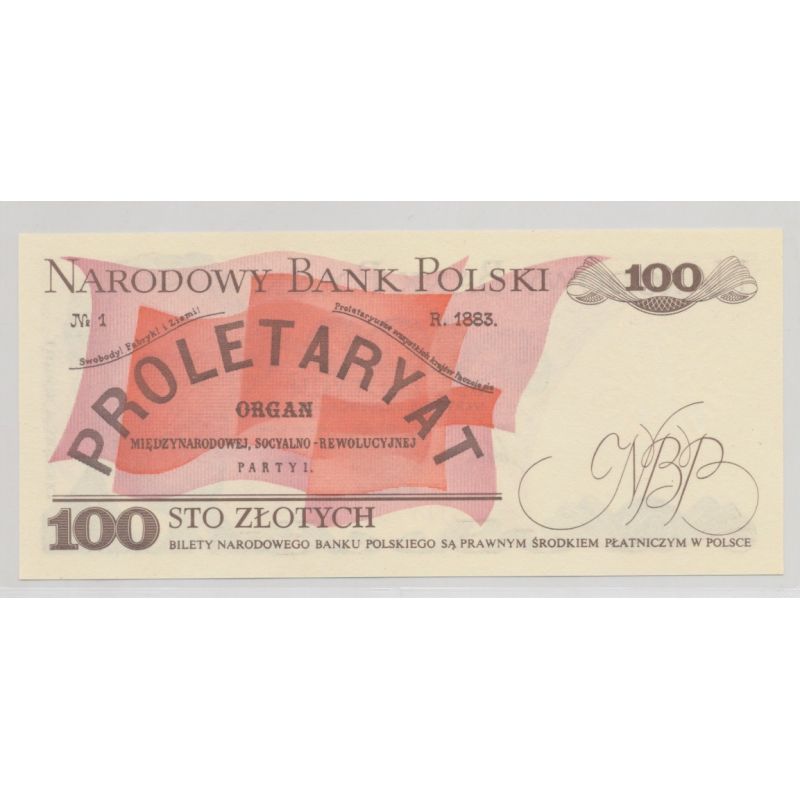 NARODOWY BANK POLSKI 100
№ 1 R. 1883.
Swobody! Fabryk! i Ziemi!
Proletaryusze wszystkich krajów łączcie się
PROLETARYAT
ORGAN
MIĘDZYNARODOWEJ, SOCYALNO-REWOLUCYJNEJ
PARTYI.
NBP
100 STO ZŁOTYCH
BILETY NARODOWEGO BANKU POLSKIEGO SĄ PRAWNYM ŚRODKIEM PŁATNICZYM W POLSCE